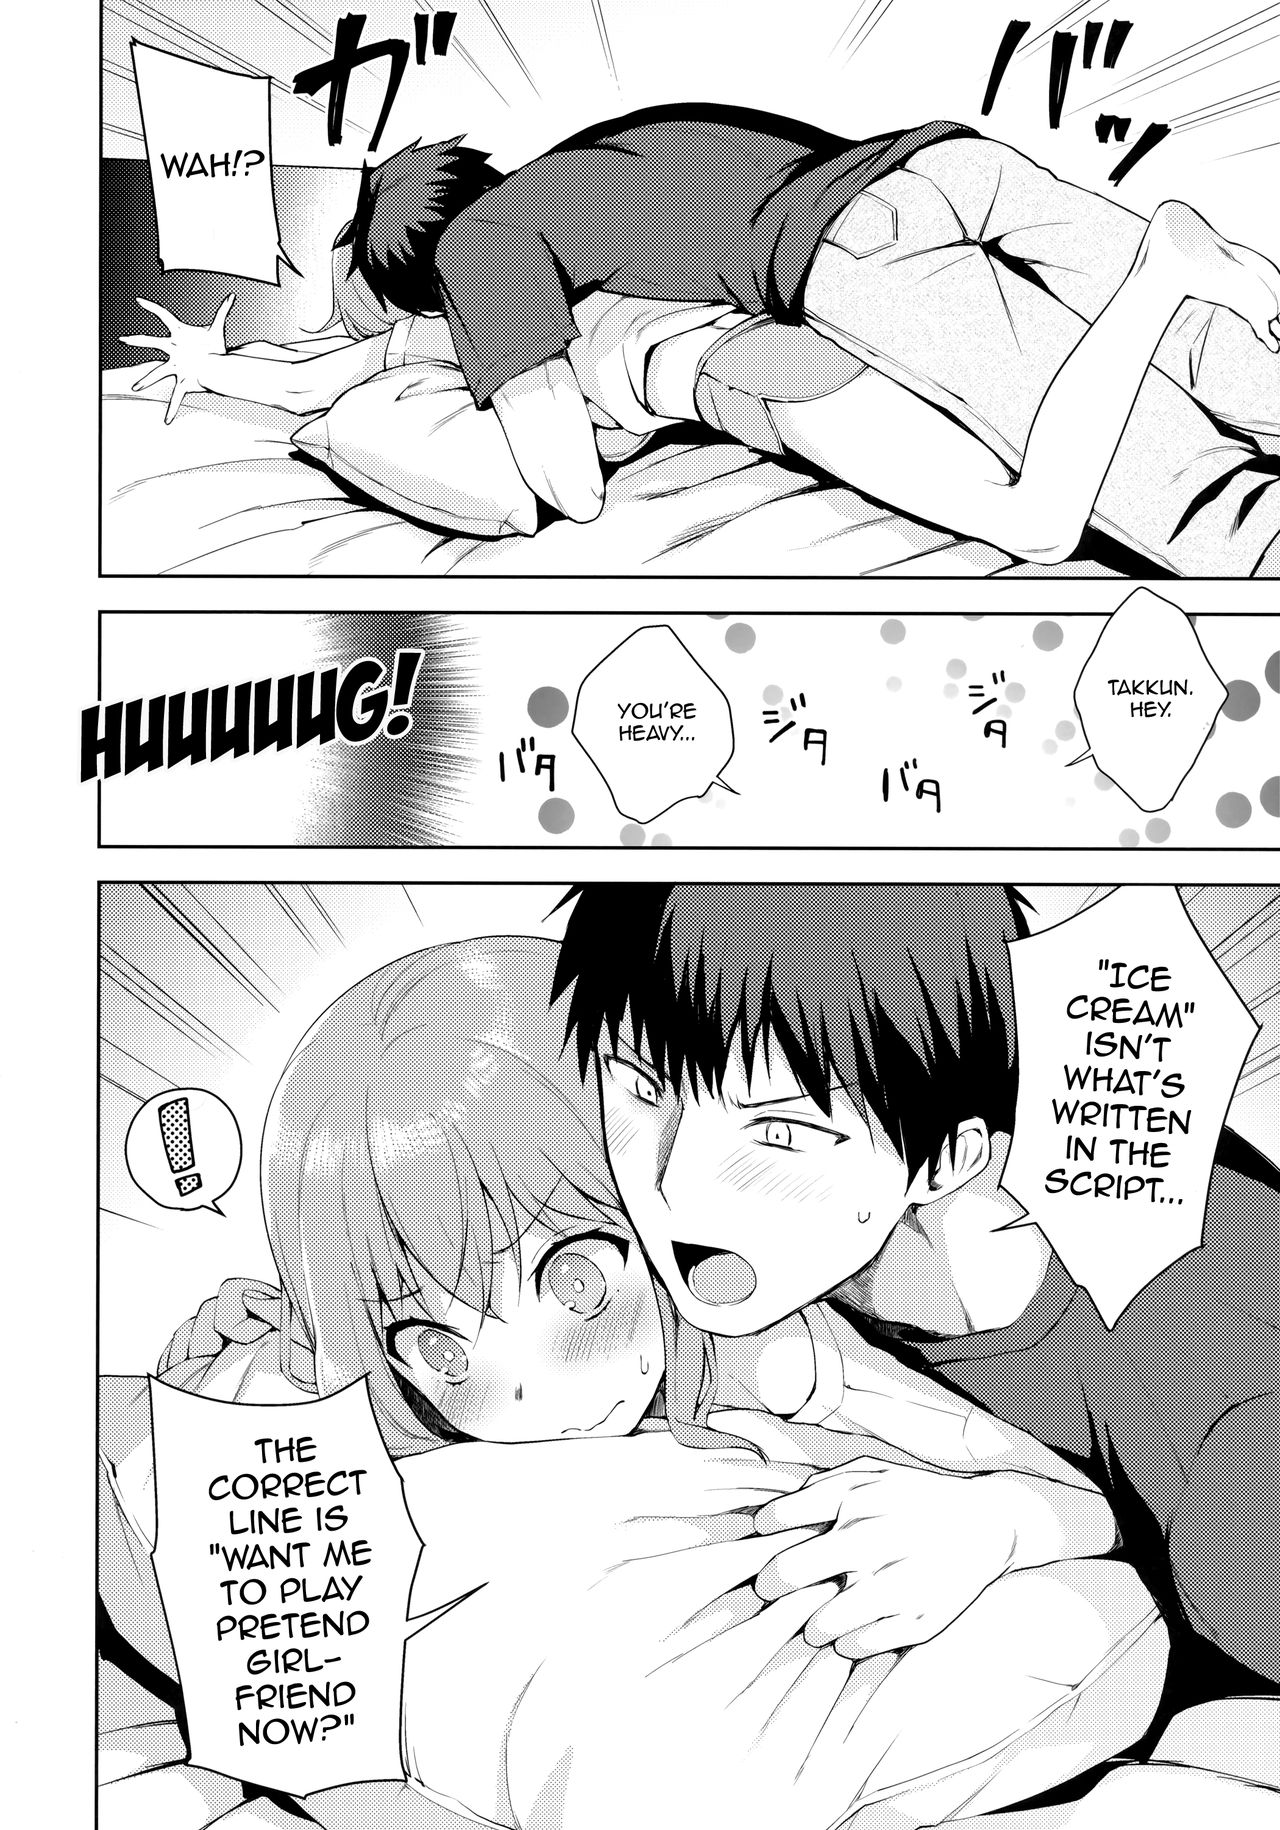 ガ
バッ
WAH!?
TAKKUN.
HEY.
ジタ
バタ
ジタ
YOU'RE
HEAVY...
バタ
HUUUUUG!
"ICE
CREAM"
ISN'T
WHAT'S
WRITTEN
IN THE
SCRIPT...
!
THE
CORRECT
LINE IS
"WANT ME
TO PLAY
PRETEND
GIRL-
FRIEND
NOW?"